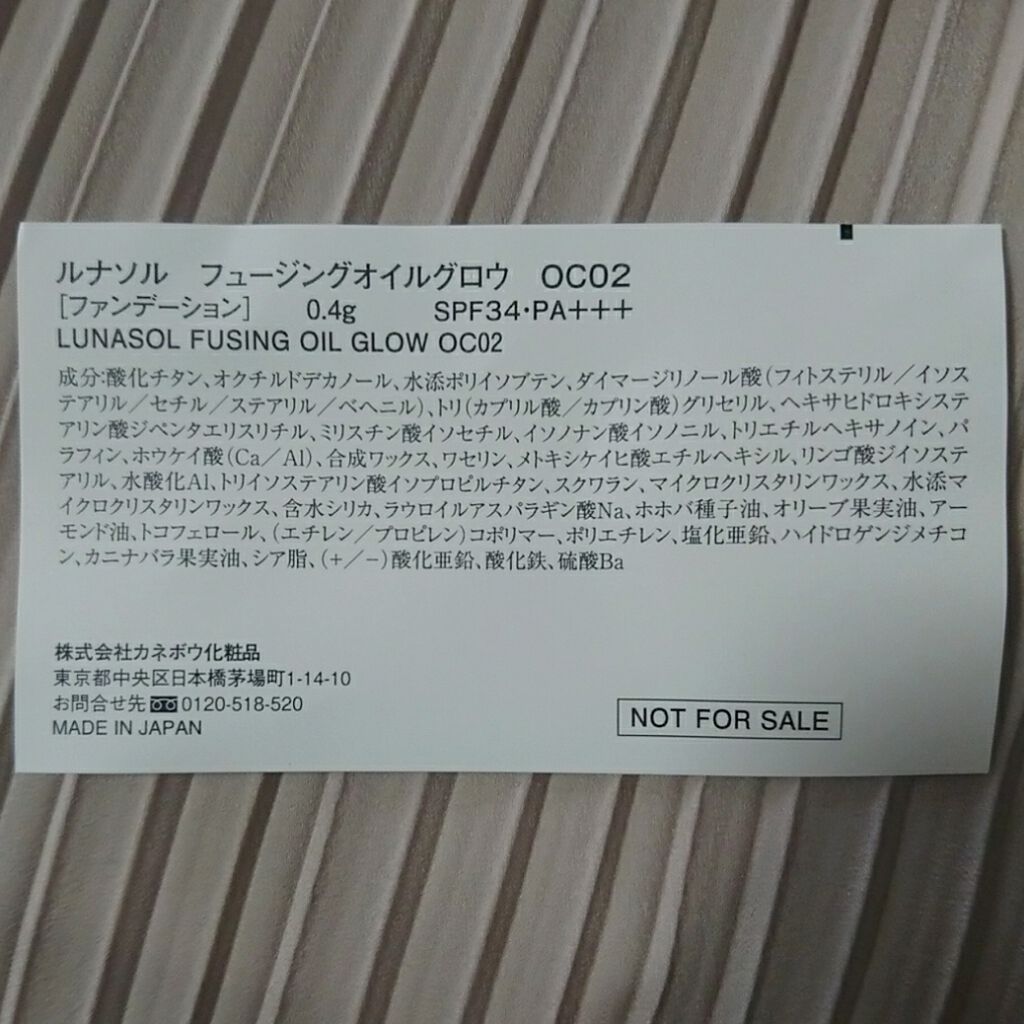 ルナソル　フュージングオイルグロウ　OC02
［ファンデーション］　0.4g　SPF34・PA+++
LUNASOL FUSING OIL GLOW OC02
成分:酸化チタン、オクチルドデカノール、水添ポリイソブテン、ダイマージリノール酸(フィトステリル／イソス
テアリル／セチル／ステアリル／ベヘニル)、トリ(カプリル酸／カプリン酸)グリセリル、ヘキサヒドロキシステ
アリン酸ジペンタエリスリチル、ミリスチン酸イソセチル、イソノナン酸イソノニル、トリエチルヘキサノイン、パ
ラフィン、ホウケイ酸(Ca／Al)、合成ワックス、ワセリン、メトキシケイヒ酸エチルヘキシル、リンゴ酸ジイソステ
アリル、水酸化Al、トリイソステアリン酸イソプロピルチタン、スクワラン、マイクロクリスタリンワックス、水添マ
イクロクリスタリンワックス、含水シリカ、ラウロイルアスパラギン酸Na、ホホバ種子油、オリーブ果実油、アー
モンド油、トコフェロール、(エチレン／プロピレン)コポリマー、ポリエチレン、塩化亜鉛、ハイドロゲンジメチコ
ン、カニナバラ果実油、シア脂、(+／−)酸化亜鉛、酸化鉄、硫酸Ba
株式会社カネボウ化粧品
東京都中央区日本橋茅場町1-14-10
お問合せ先 0120-518-520
MADE IN JAPAN
NOT FOR SALE